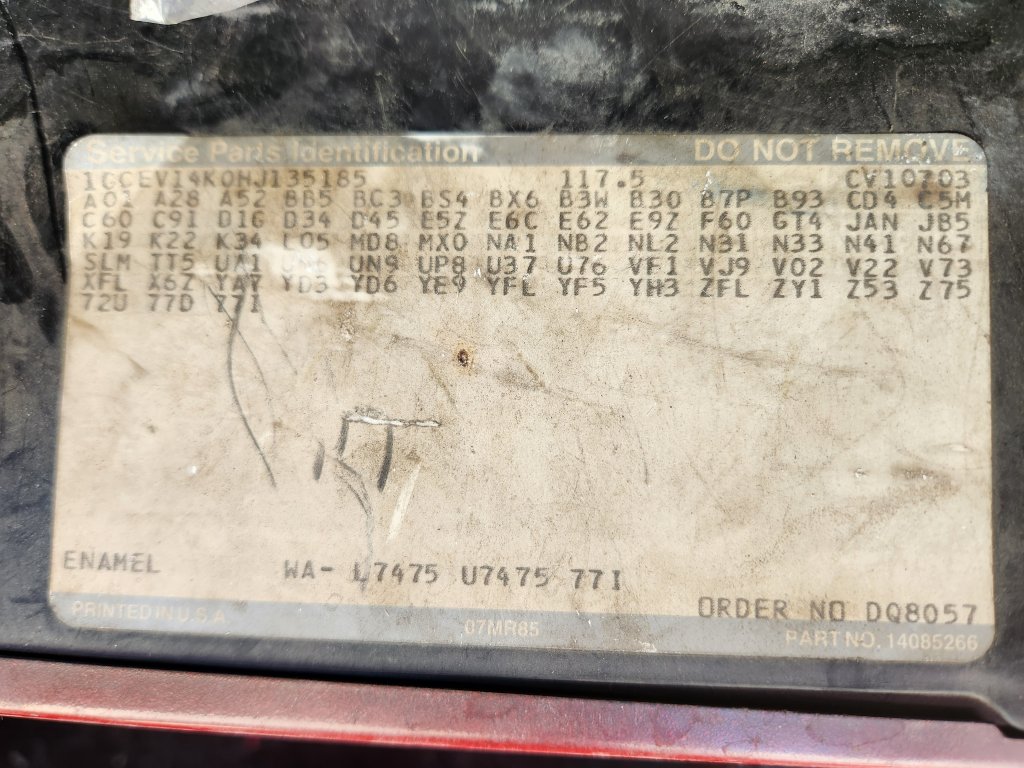 Service Parts Identification DO NOT REMOVE
1GCEV14K0HJ135185 117.5 CV10703
A01 A28 A52 BB5 BC3 BS4 BX6 B3W B30 B7P B93 CD4 C5M
C60 C91 D16 D34 D45 E5Z E6C E62 E9Z F60 GT4 JAN JB5
K19 K22 K34 L05 MD8 MX0 NA1 NB2 NL2 N31 N33 N41 N67
SLM TT5 UA1 UM6 UN9 UP8 U37 U76 VF1 VJ9 V02 V22 V73
XFL X6Z YA7 YD3 YD6 YE9 YFL YF5 YH3 ZFL ZY1 Z53 Z75
72U 77D 77I
ENAMEL WA- L7475 U7475 77I
ORDER NO DQ8057
PRINTED IN U.S.A. 07MR85 PART NO. 14085266